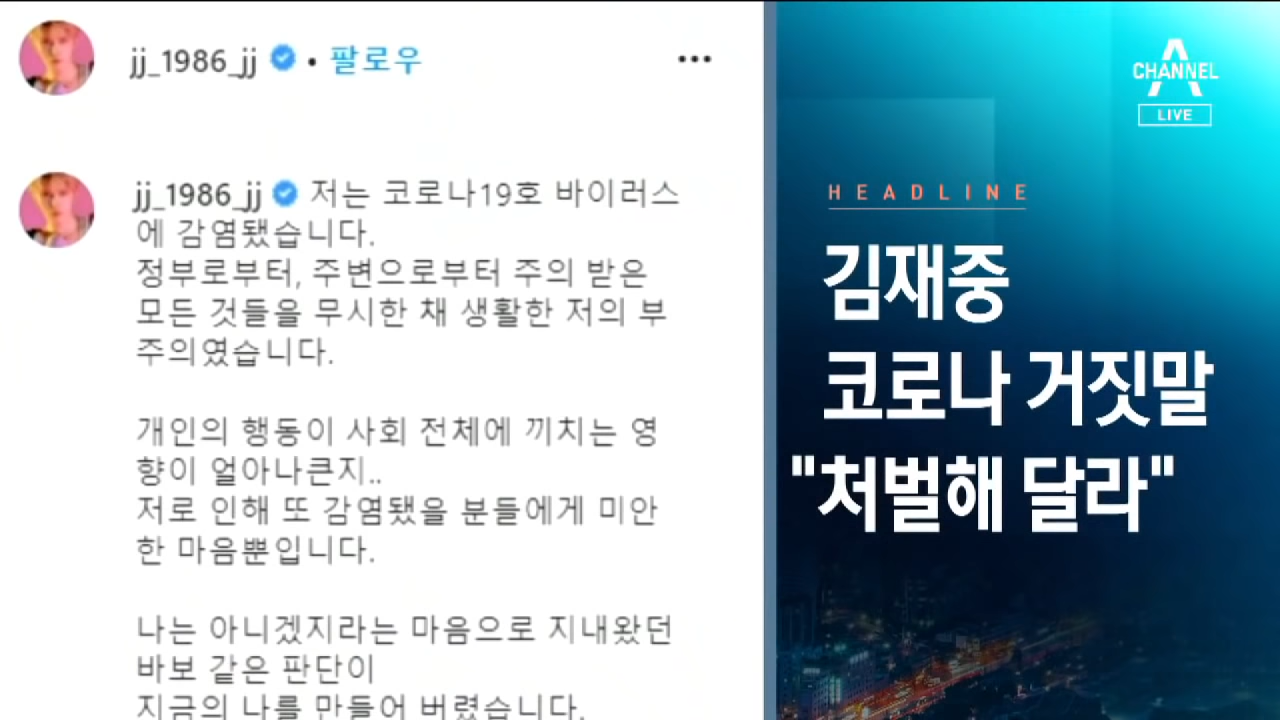 jj_1986_jj • 팔로우
jj_1986_jj 저는 코로나19호 바이러스
에 감염됐습니다.
정부로부터, 주변으로부터 주의 받은
모든 것들을 무시한 채 생활한 저의 부
주의였습니다.
개인의 행동이 사회 전체에 끼치는 영
향이 얼아나큰지..
저로 인해 또 감염됐을 분들에게 미안
한 마음뿐입니다.
나는 아니겠지라는 마음으로 지내왔던
바보 같은 판단이
지금의 나를 만들어 버렸습니다.
CHANNEL A
LIVE
HEADLINE
김재중
코로나 거짓말
"처벌해 달라"